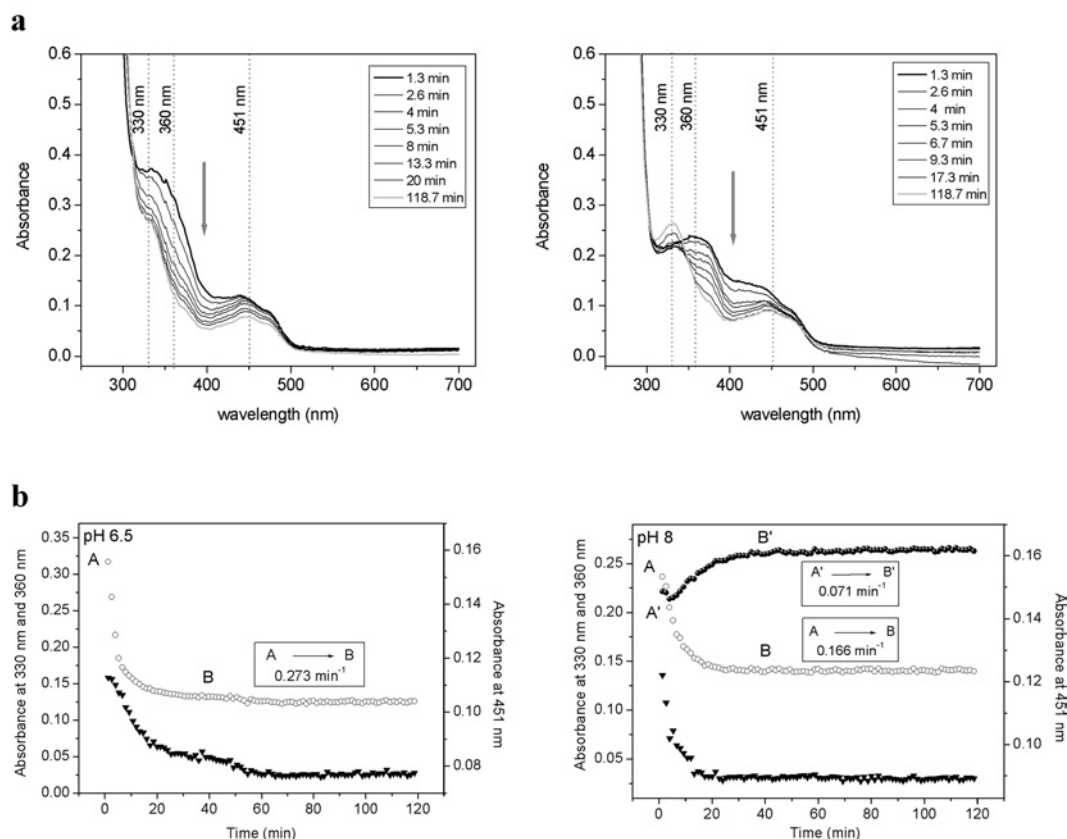 a
0.6
0.5
0.4
0.3
0.2
0.1
0.0
Absorbance
330 nm
360 nm
451 nm
1.3 min
2.6 min
4 min
5.3 min
8 min
13.3 min
20 min
118.7 min
300 400 500 600 700
wavelength (nm)
0.6
0.5
0.4
0.3
0.2
0.1
0.0
Absorbance
330 nm
360 nm
451 nm
1.3 min
2.6 min
4 min
5.3 min
6.7 min
9.3 min
17.3 min
118.7 min
300 400 500 600 700
wavelength (nm)
b
pH 6.5
0.35
0.30
0.25
0.20
0.15
0.10
0.05
0.00
Absorbance at 330 nm and 360 nm
A
B
A B
0.273 min⁻¹
0.16
0.14
0.12
0.10
0.08
Absorbance at 451 nm
0 20 40 60 80 100 120
Time (min)
pH 8
0.25
0.20
0.15
0.10
0.05
Absorbance at 330 nm and 360 nm
A
A'
B'
B
A' B'
0.071 min⁻¹
A B
0.166 min⁻¹
0.16
0.14
0.12
0.10
Absorbance at 451 nm
0 20 40 60 80 100 120
Time (min)